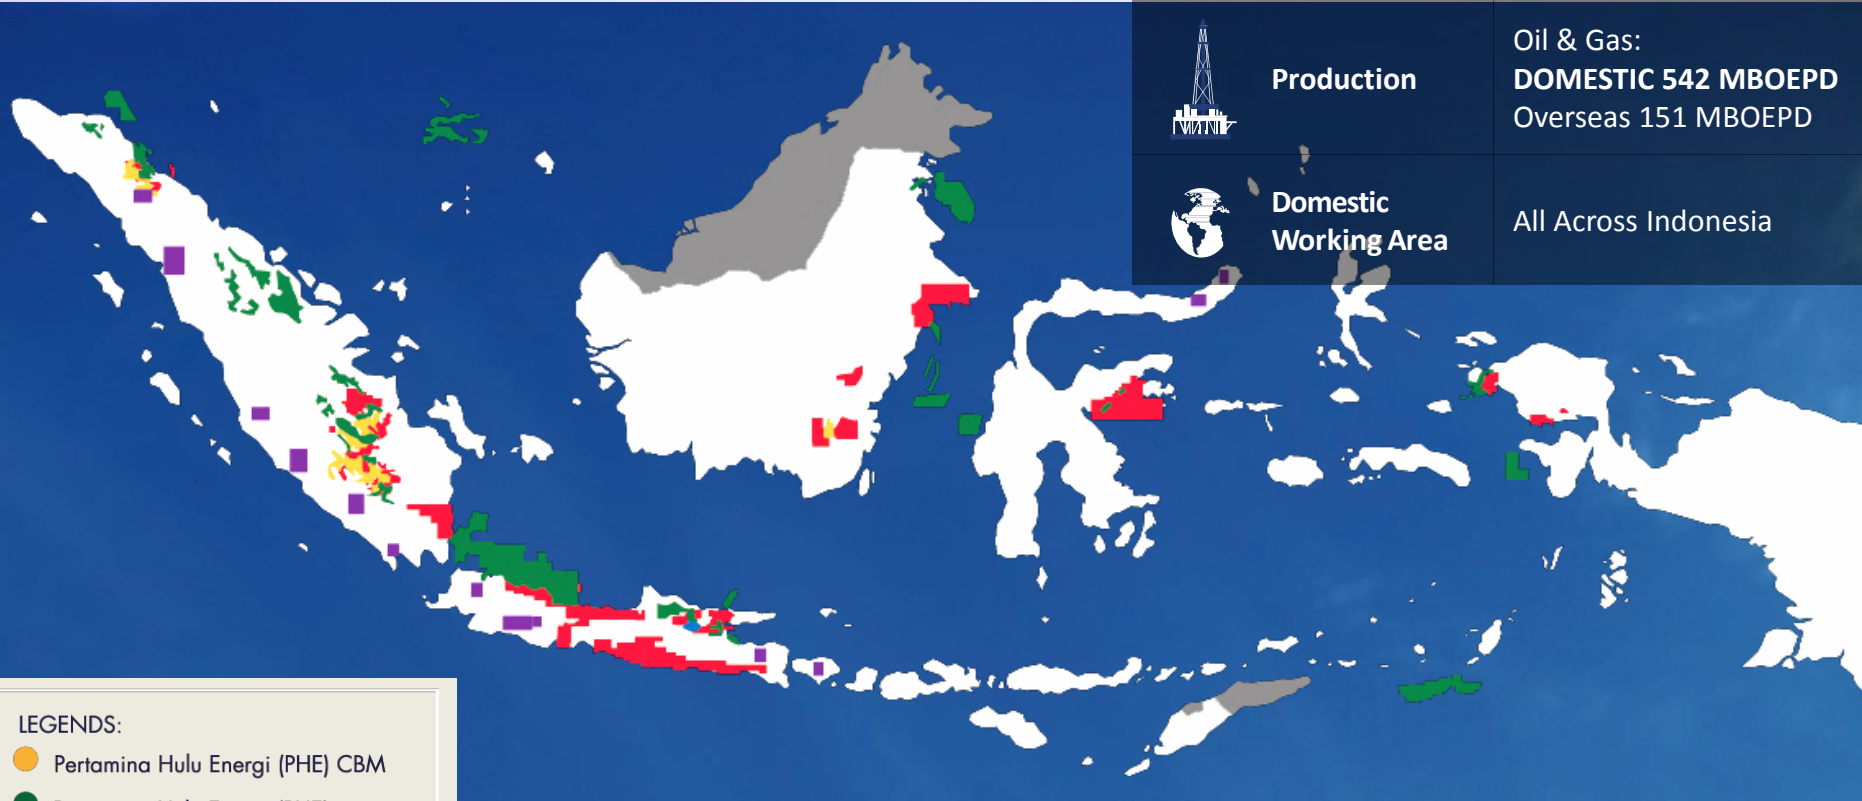 Production
Oil & Gas:
DOMESTIC 542 MBOEPD
Overseas 151 MBOEPD
Domestic
Working Area
All Across Indonesia
LEGENDS:
Pertamina Hulu Energi (PHE) CBM